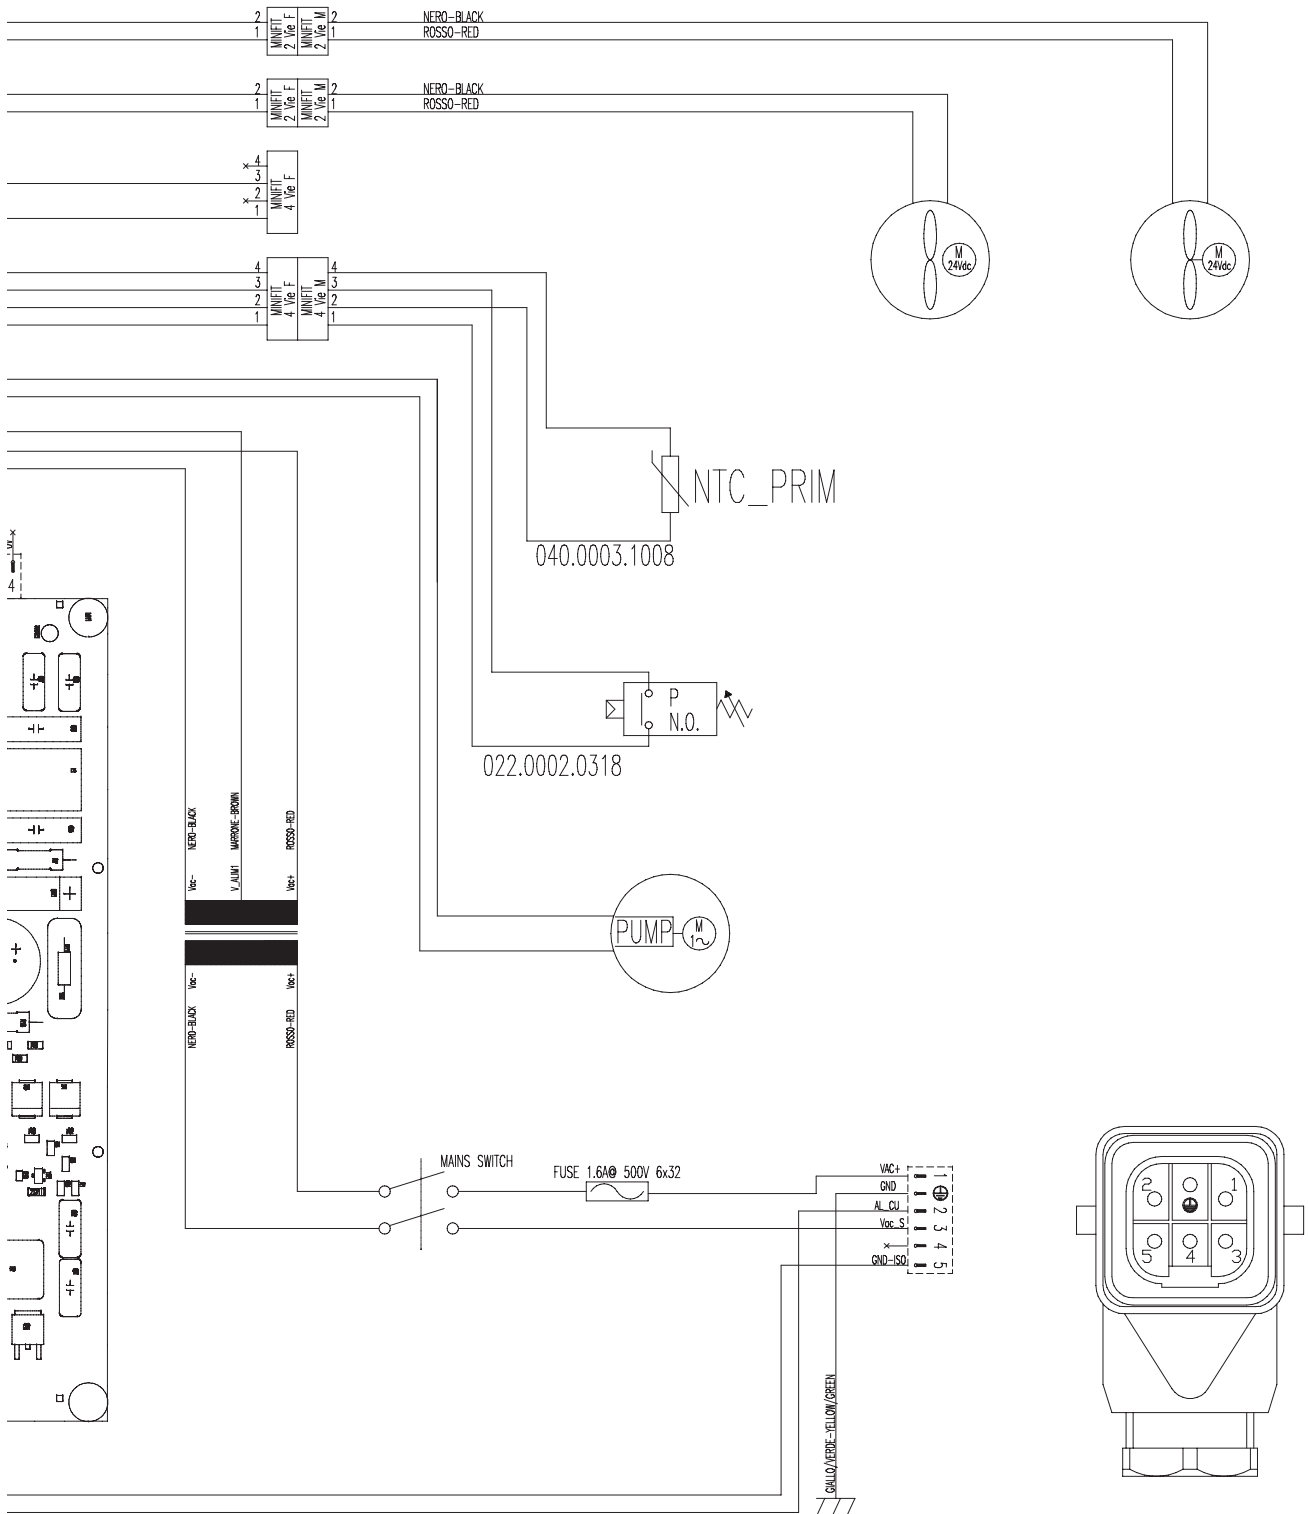 2
1
MINIFIT
2 Vie F
MINIFIT
2 Vie M
2
1
NERO-BLACK
ROSSO-RED
2
1
MINIFIT
2 Vie F
MINIFIT
2 Vie M
2
1
NERO-BLACK
ROSSO-RED
4
3
2
1
MINIFIT
4 Vie F
M
24Vdc
M
24Vdc
4
3
2
1
MINIFIT
4 Vie F
MINIFIT
4 Vie M
4
3
2
1
NTC_PRIM
040.0003.1008
4
P
N.O.
022.0002.0318
NERO-BLACK
MARRONE-BROWN
ROSSO-RED
Vac-
V_ALIM1
Vac+
PUMP
M
1~
Vac-
Vac+
NERO-BLACK
ROSSO-RED
MAINS SWITCH
FUSE 1.6A@ 500V 6x32
VAC+
GND
AL_CU
Vac_S
GND-ISO
1
2
3
4
5
2
1
5
4
3
GIALLO/VERDE-YELLOW/GREEN